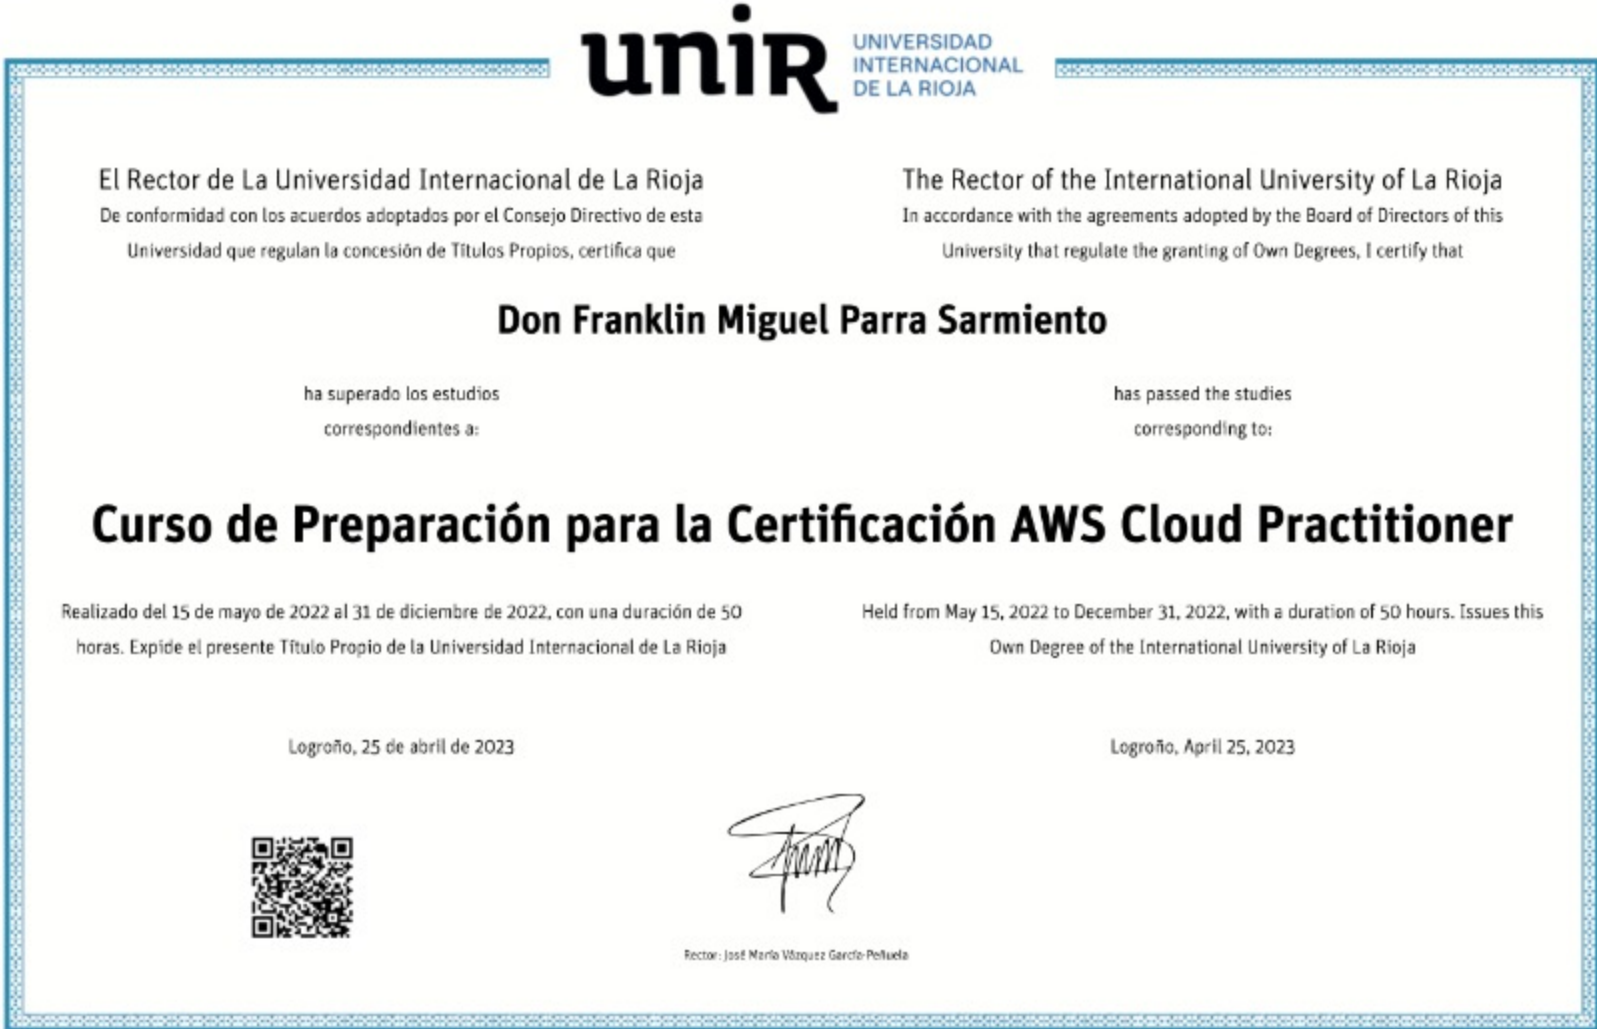 unir
UNIVERSIDAD
INTERNACIONAL
DE LA RIOJA
El Rector de La Universidad Internacional de La Rioja
De conformidad con los acuerdos adoptados por el Consejo Directivo de esta
Universidad que regulan la concesión de Títulos Propios, certifica que
The Rector of the International University of La Rioja
In accordance with the agreements adopted by the Board of Directors of this
University that regulate the granting of Own Degrees, I certify that
Don Franklin Miguel Parra Sarmiento
ha superado los estudios
correspondientes a:
has passed the studies
corresponding to:
Curso de Preparación para la Certificación AWS Cloud Practitioner
Realizado del 15 de mayo de 2022 al 31 de diciembre de 2022, con una duración de 50
horas. Expide el presente Título Propio de la Universidad Internacional de La Rioja
Held from May 15, 2022 to December 31, 2022, with a duration of 50 hours. Issues this
Own Degree of the International University of La Rioja
Logroño, 25 de abril de 2023
Logroño, April 25, 2023
Rector: José María Vázquez García-Peñuela